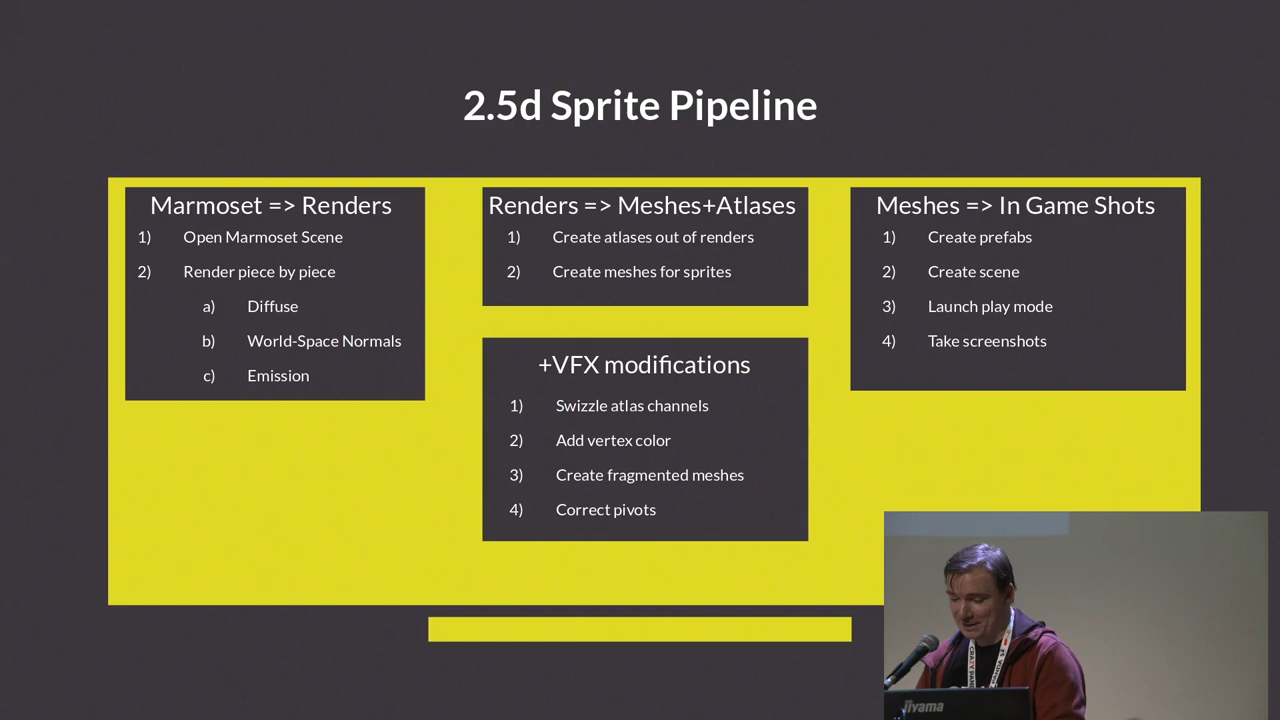 2.5d Sprite Pipeline
Marmoset => Renders
1) Open Marmoset Scene
2) Render piece by piece
a) Diffuse
b) World-Space Normals
c) Emission
Renders => Meshes+Atlases
1) Create atlases out of renders
2) Create meshes for sprites
+VFX modifications
1) Swizzle atlas channels
2) Add vertex color
3) Create fragmented meshes
4) Correct pivots
Meshes => In Game Shots
1) Create prefabs
2) Create scene
3) Launch play mode
4) Take screenshots
iiyama